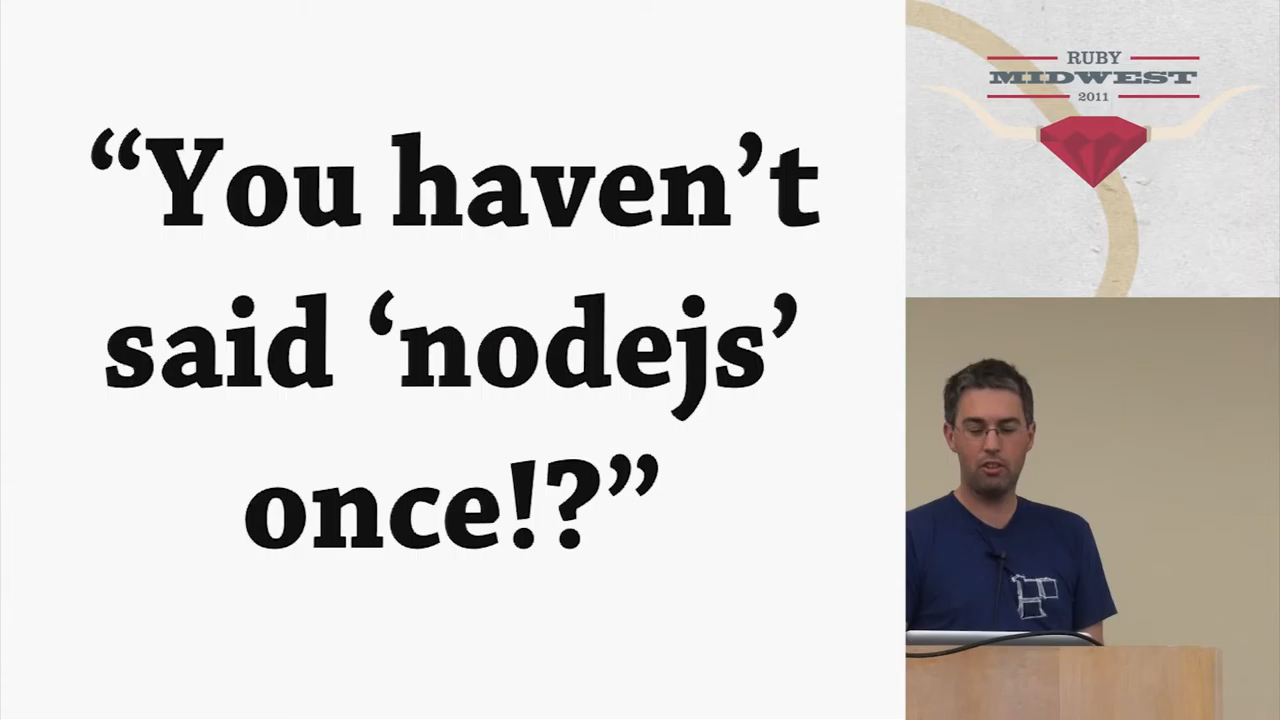 “You haven’t
said ‘nodejs’
once!?”
RUBY
MIDWEST
2011